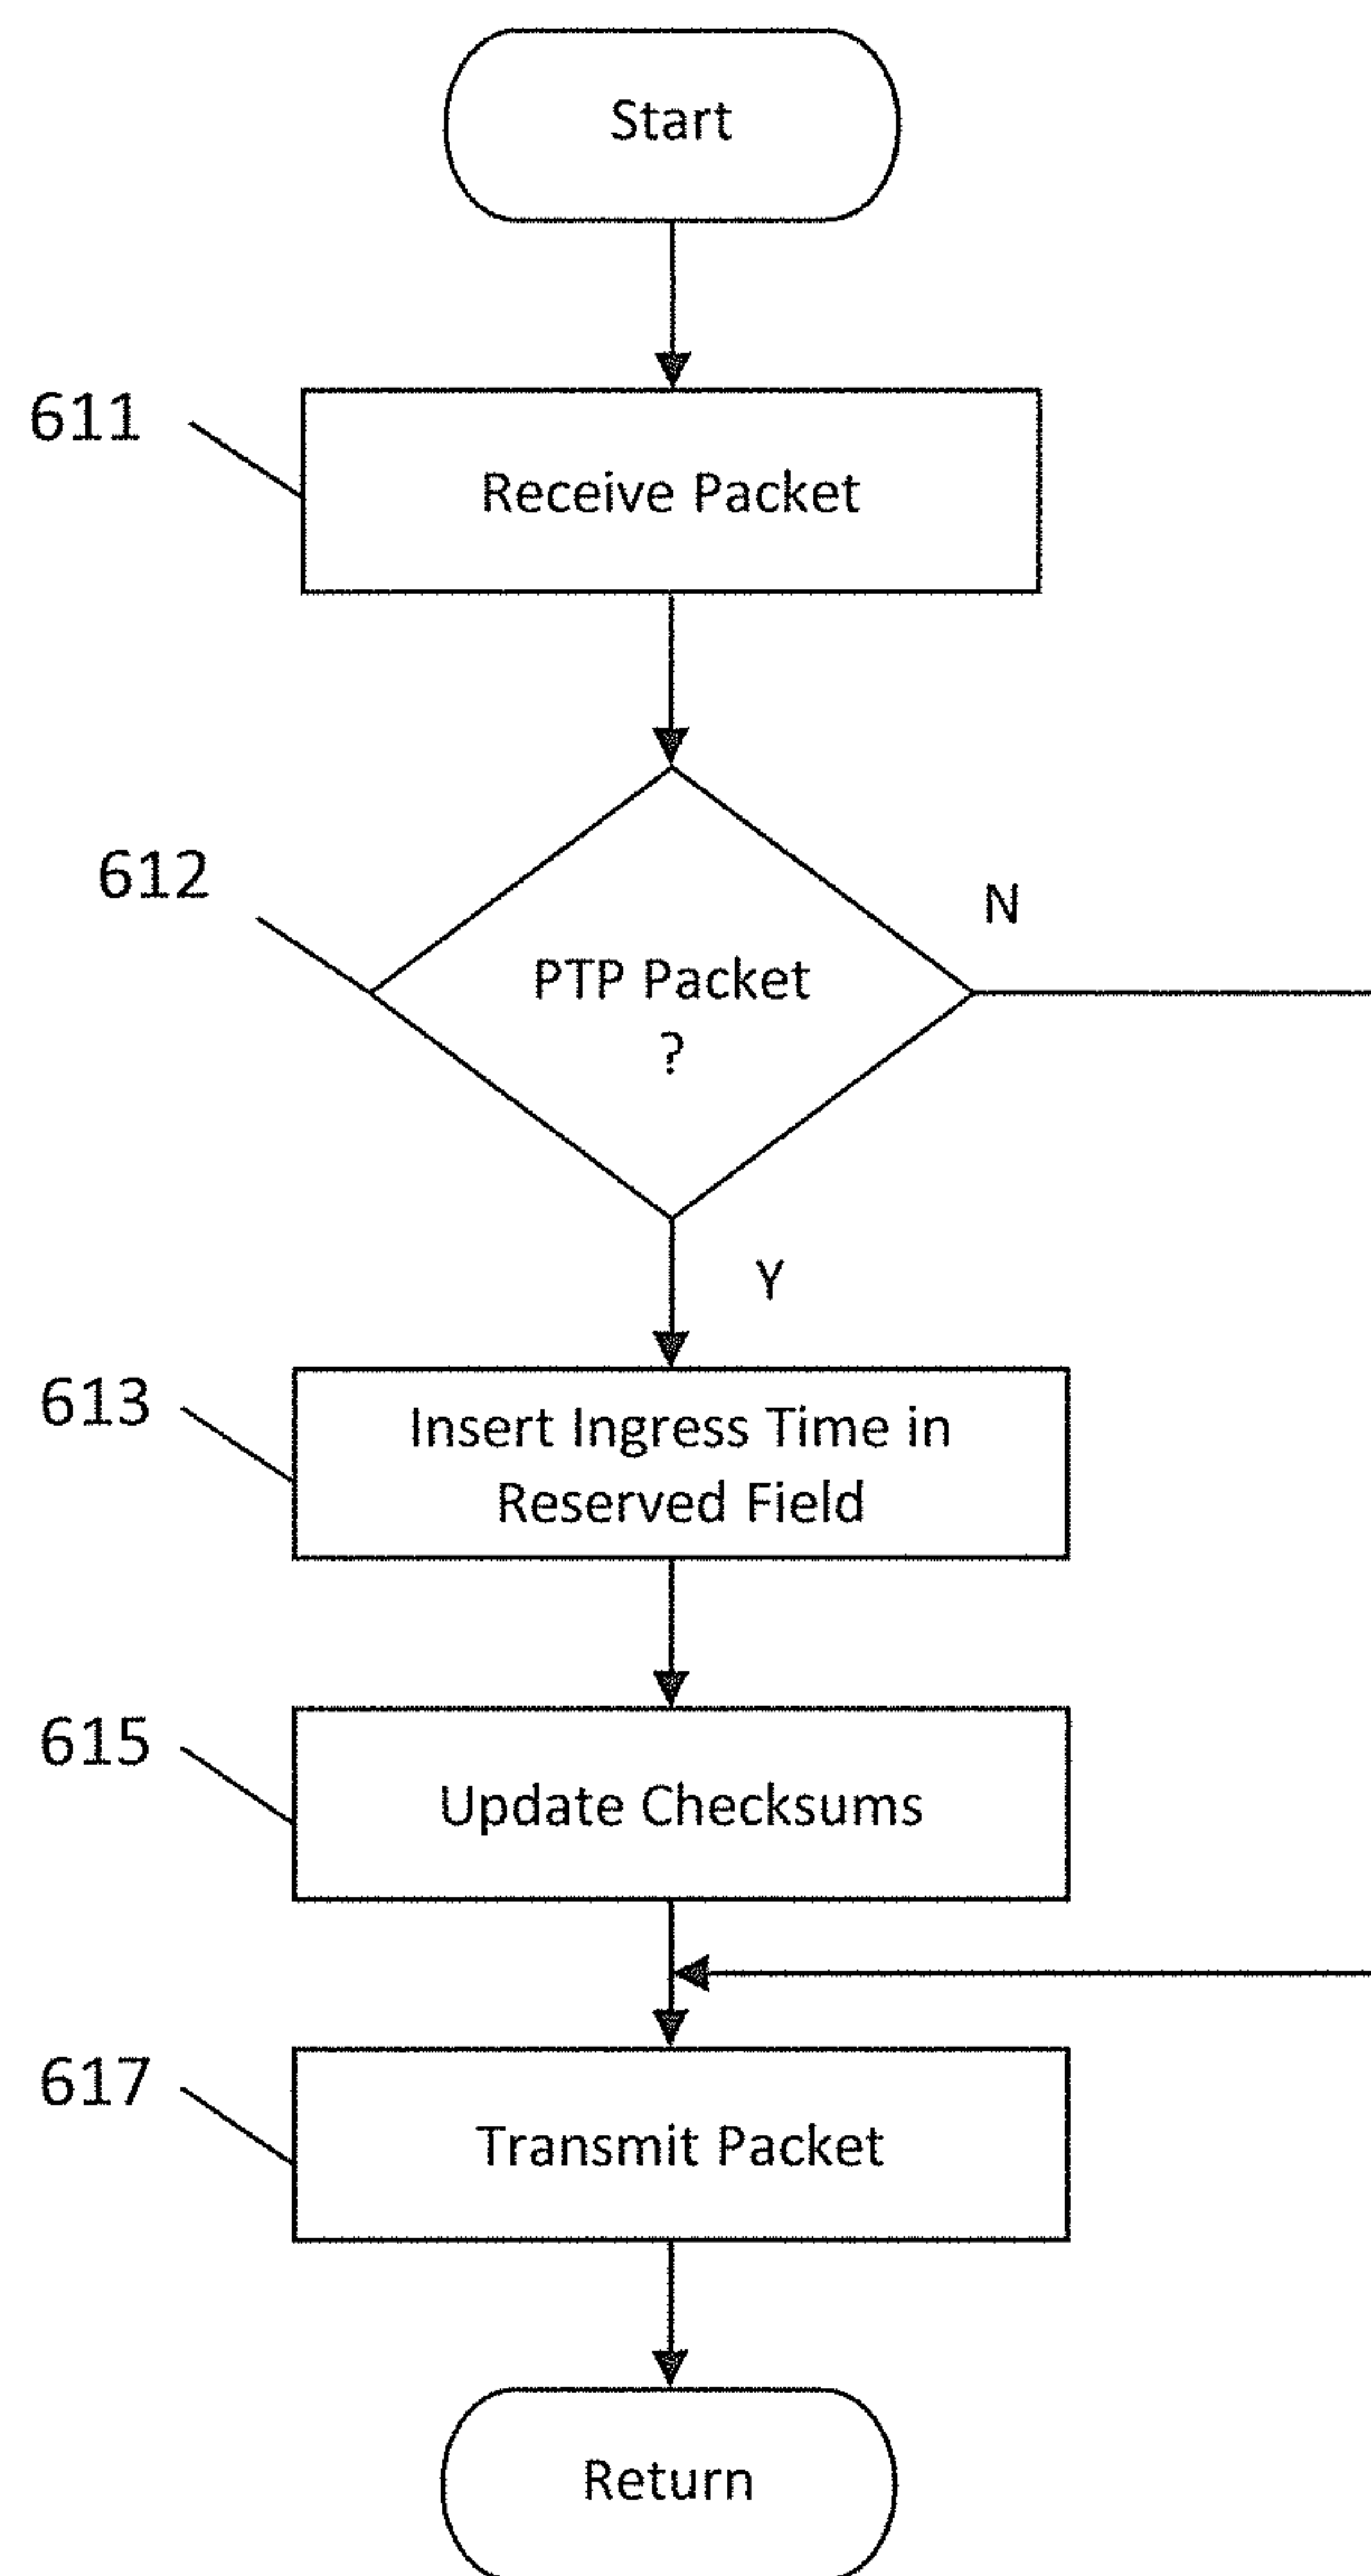 Start
611
Receive Packet
612
N
PTP Packet
?
Y
613
Insert Ingress Time in
Reserved Field
615
Update Checksums
617
Transmit Packet
Return